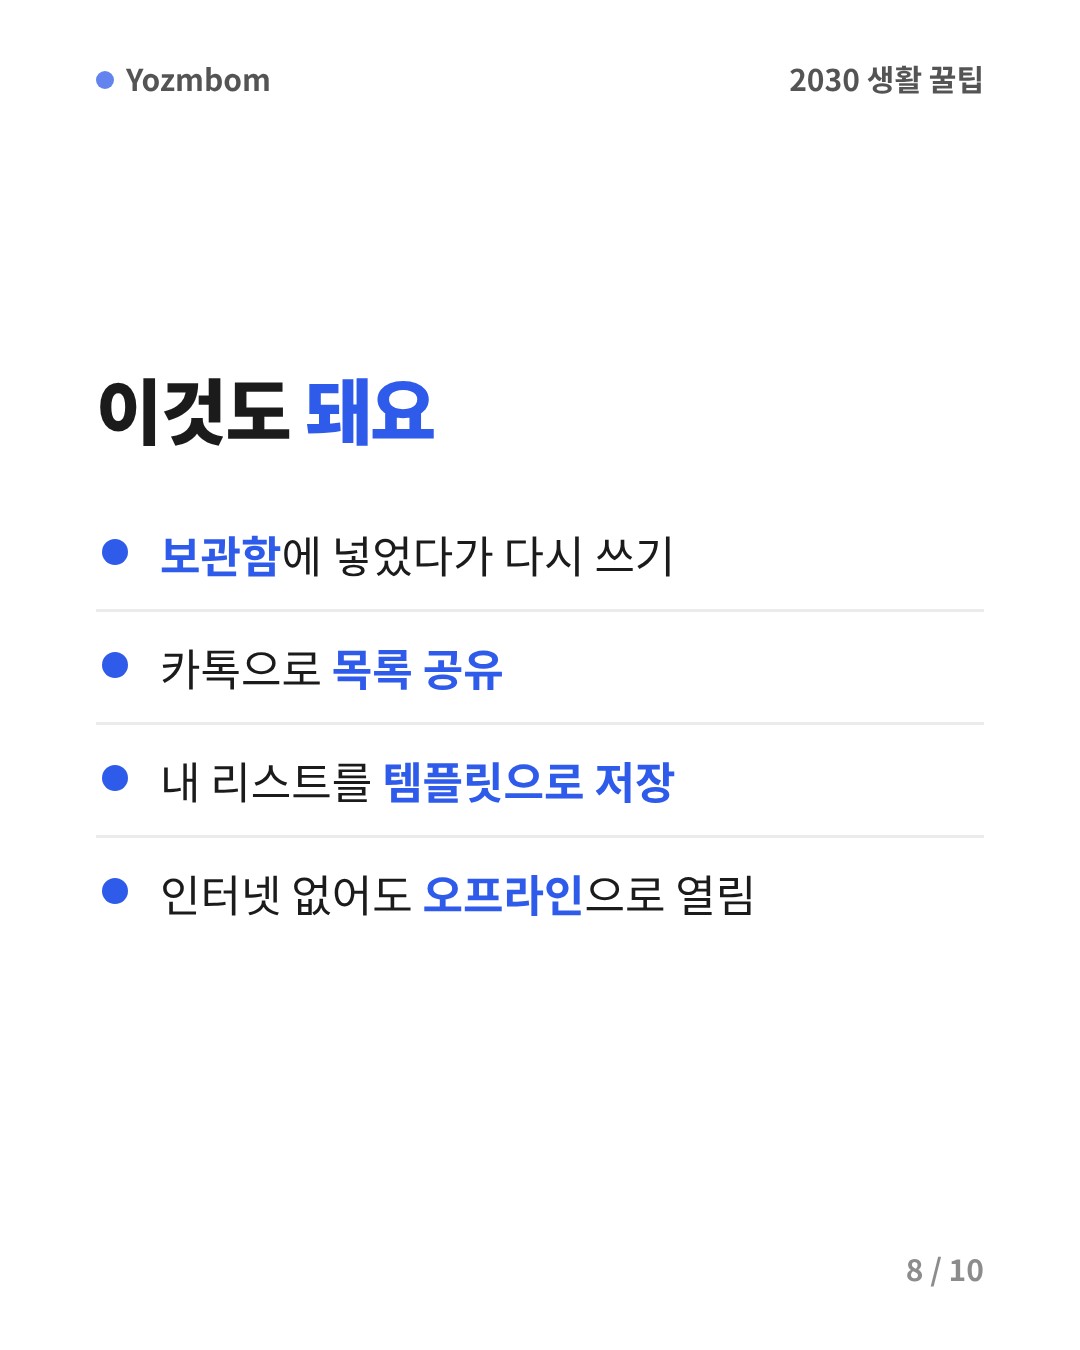 Yozmbom
2030 생활 꿀팁
이것도 돼요
보관함에 넣었다가 다시 쓰기
카톡으로 목록 공유
내 리스트를 템플릿으로 저장
인터넷 없어도 오프라인으로 열림
8 / 10